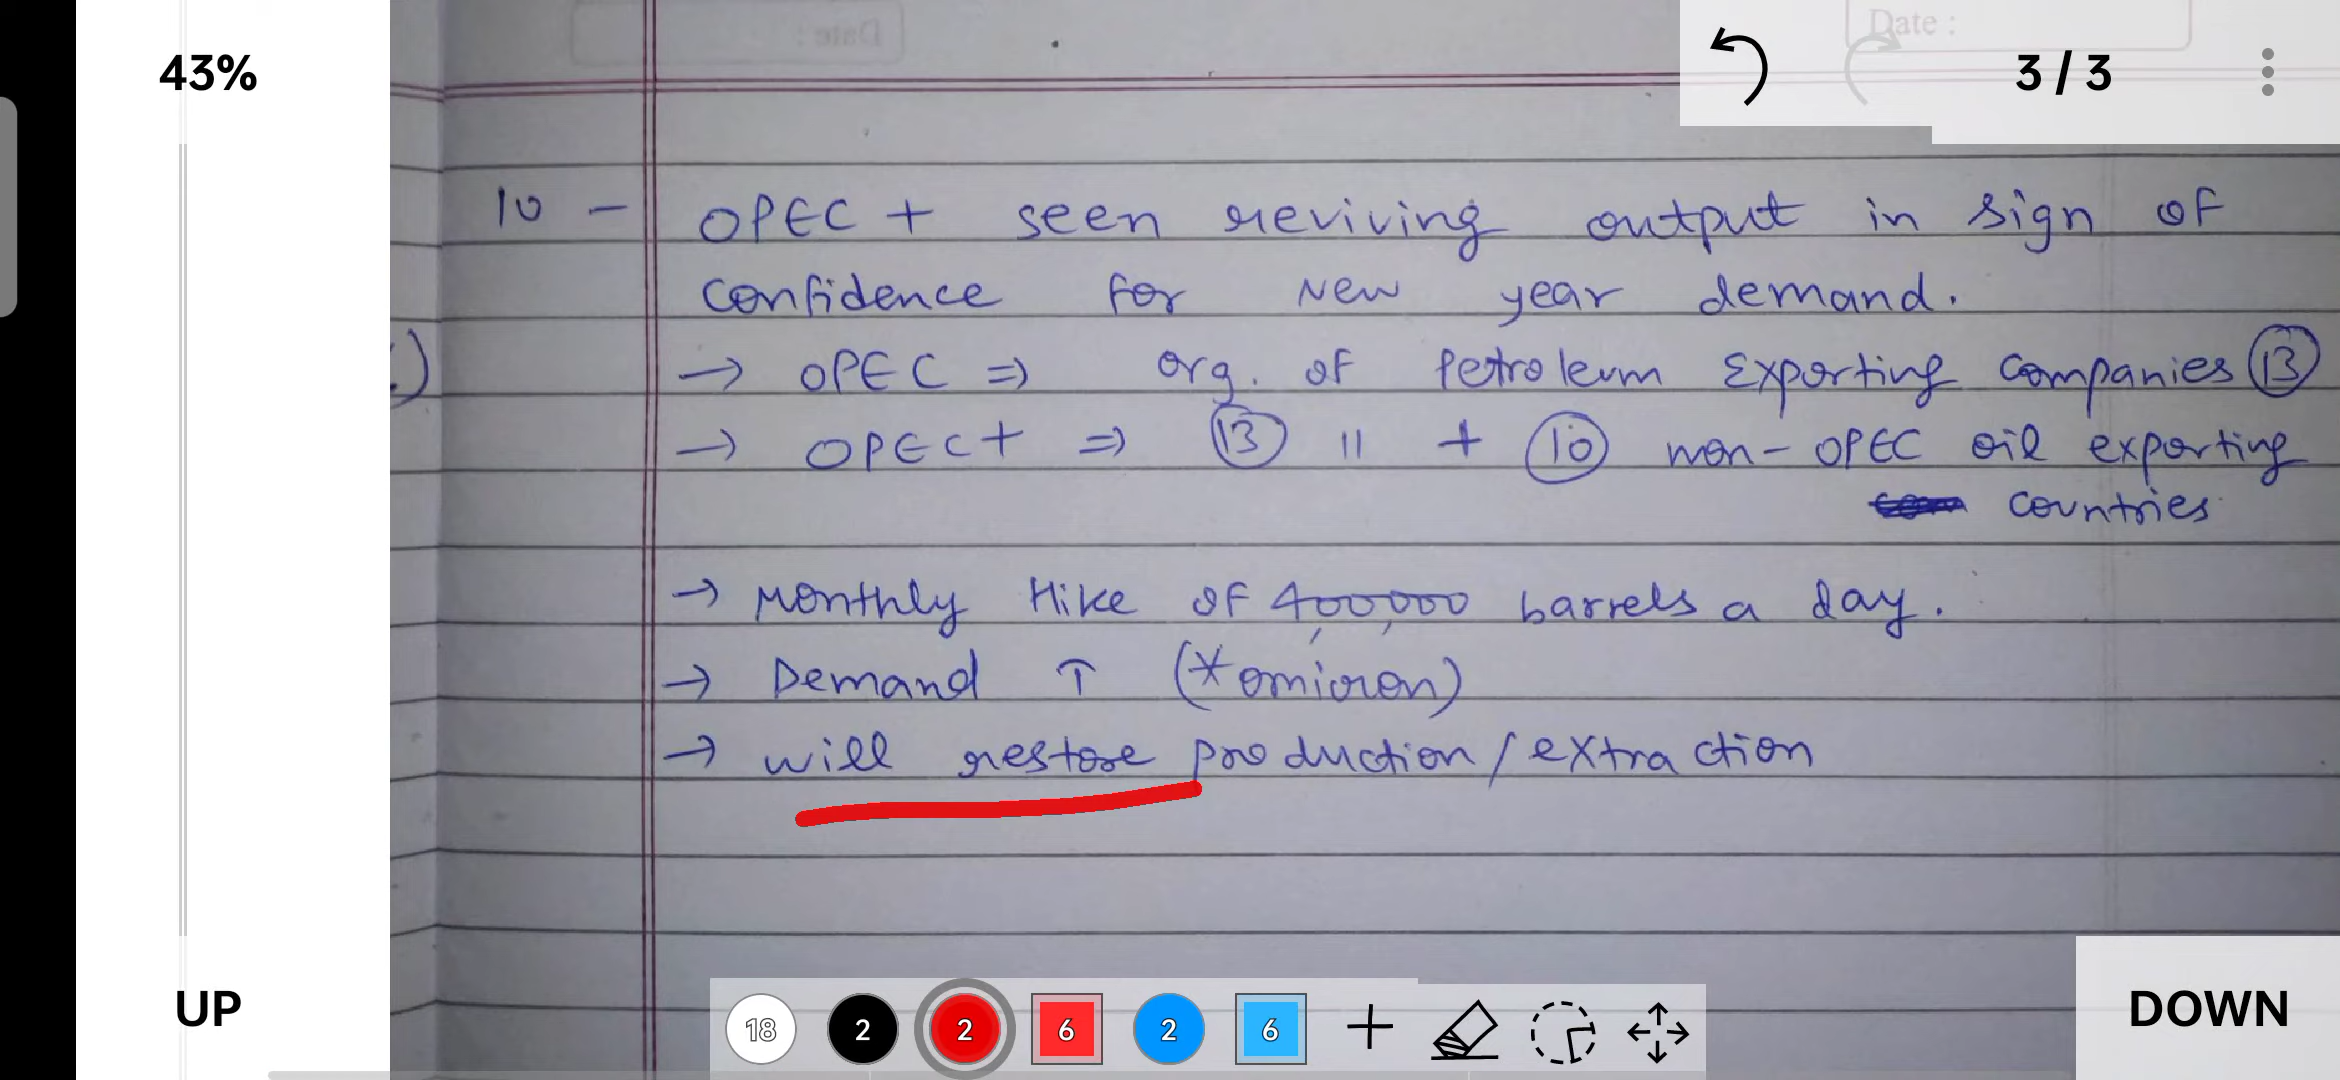 43%
Date :
3 / 3
10 - OPEC + seen reviving output in sign of
confidence for New year demand.
→ OPEC ⇒ org. of Petroleum Exporting Companies 13
→ OPEC+ ⇒ 13 11 + 10 non-OPEC oil exporting
countries
→ Monthly Hike of 400,000 barrels a day.
→ Demand ↑ (*omicron)
→ will restore production/extraction
UP
18 2 2 6 2 6 +
DOWN